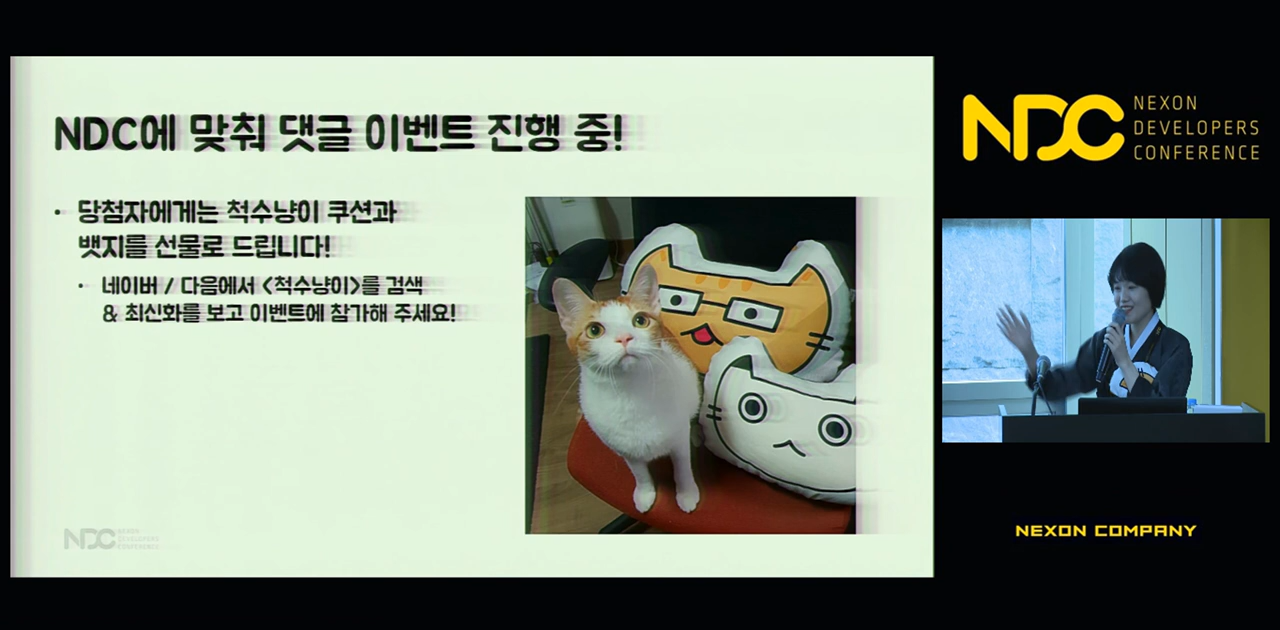 NDC에 맞춰 댓글 이벤트 진행 중!
• 당첨자에게는 척수냥이 쿠션과
뱃지를 선물로 드립니다!
• 네이버 / 다음에서 <척수냥이>를 검색
& 최신화를 보고 이벤트에 참가해 주세요!
NDC NEXON
DEVELOPERS
CONFERENCE
NDC
NEXON
DEVELOPERS
CONFERENCE
NEXON COMPANY